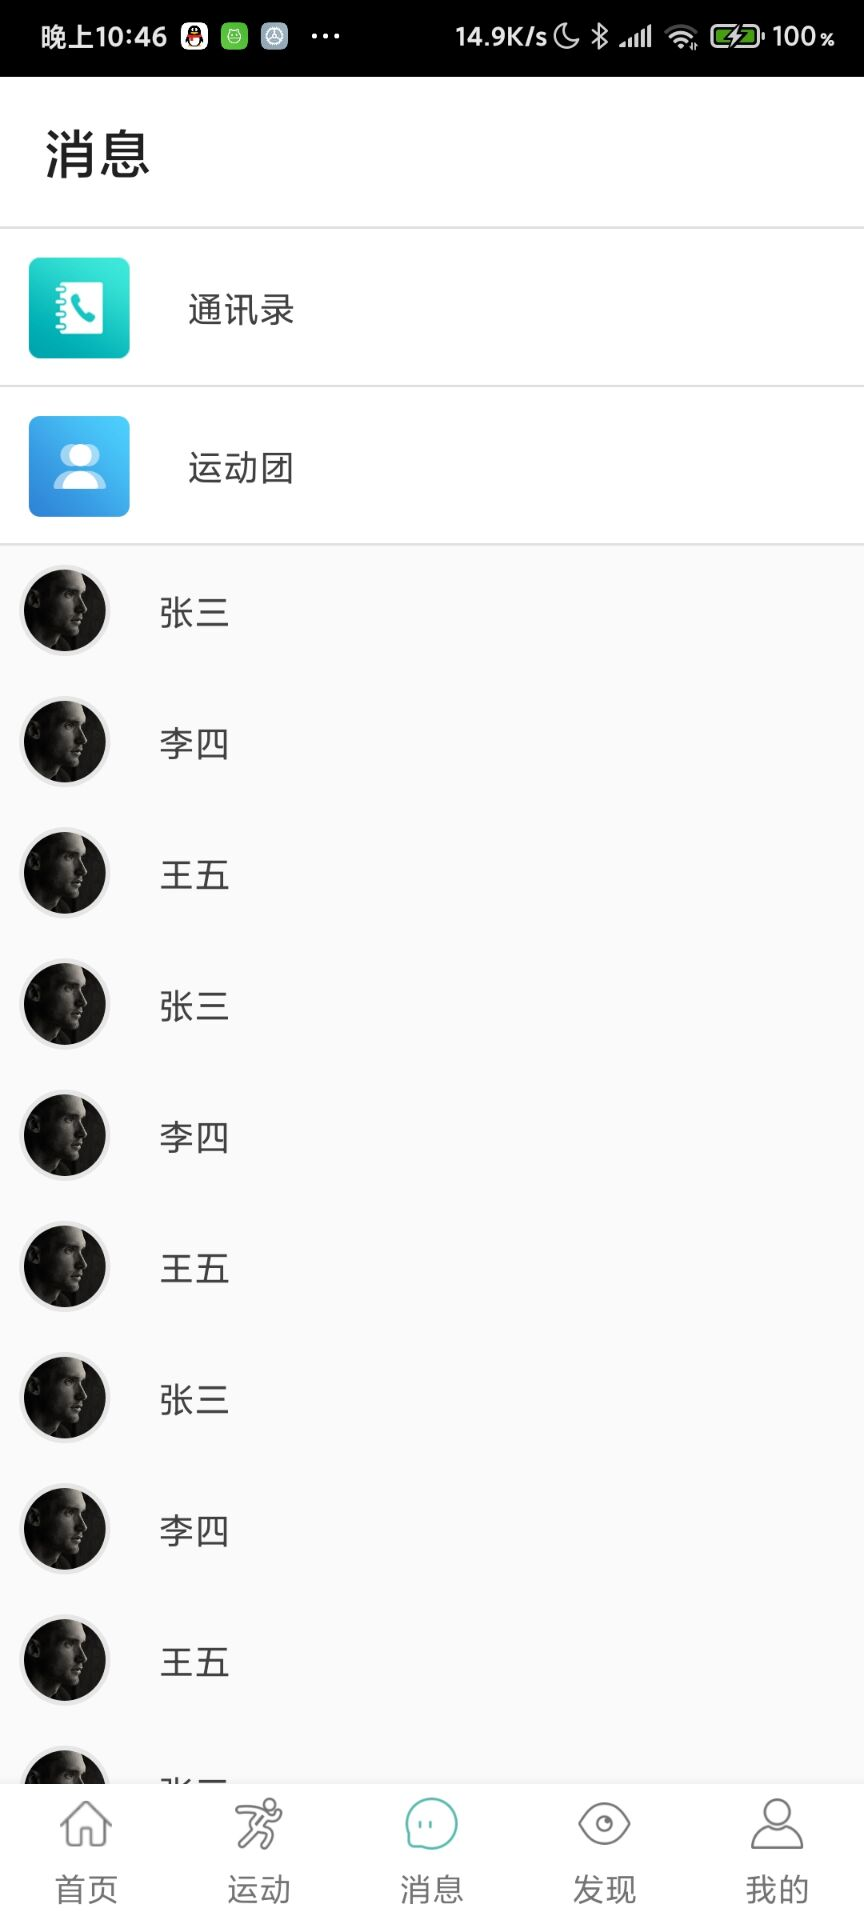 晚上10:46 ... 14.9K/s 100%
消息
通讯录
运动团
张三
李四
王五
张三
李四
王五
张三
李四
王五
首页 运动 消息 发现 我的